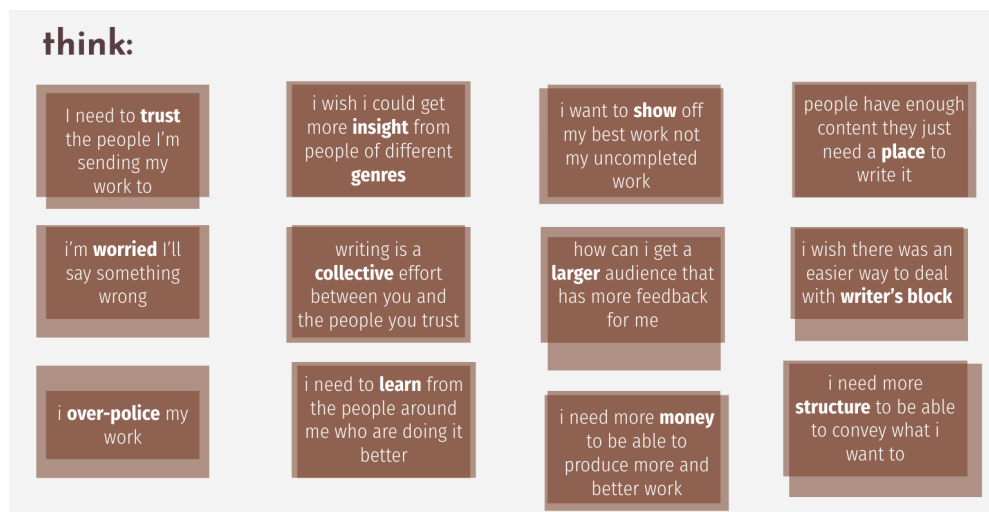 think:
I need to trust
the people I'm
sending my
work to
i wish i could get
more insight from
people of different
genres
i want to show off
my best work not
my uncompleted
work
people have enough
content they just
need a place to
write it
i'm worried I'll
say something
wrong
writing is a
collective effort
between you and
the people you trust
how can i get a
larger audience that
has more feedback
for me
i wish there was an
easier way to deal
with writer's block
i over-police my
work
i need to learn from
the people around
me who are doing it
better
i need more money
to be able to
produce more and
better work
i need more
structure to be able
to convey what i
want to